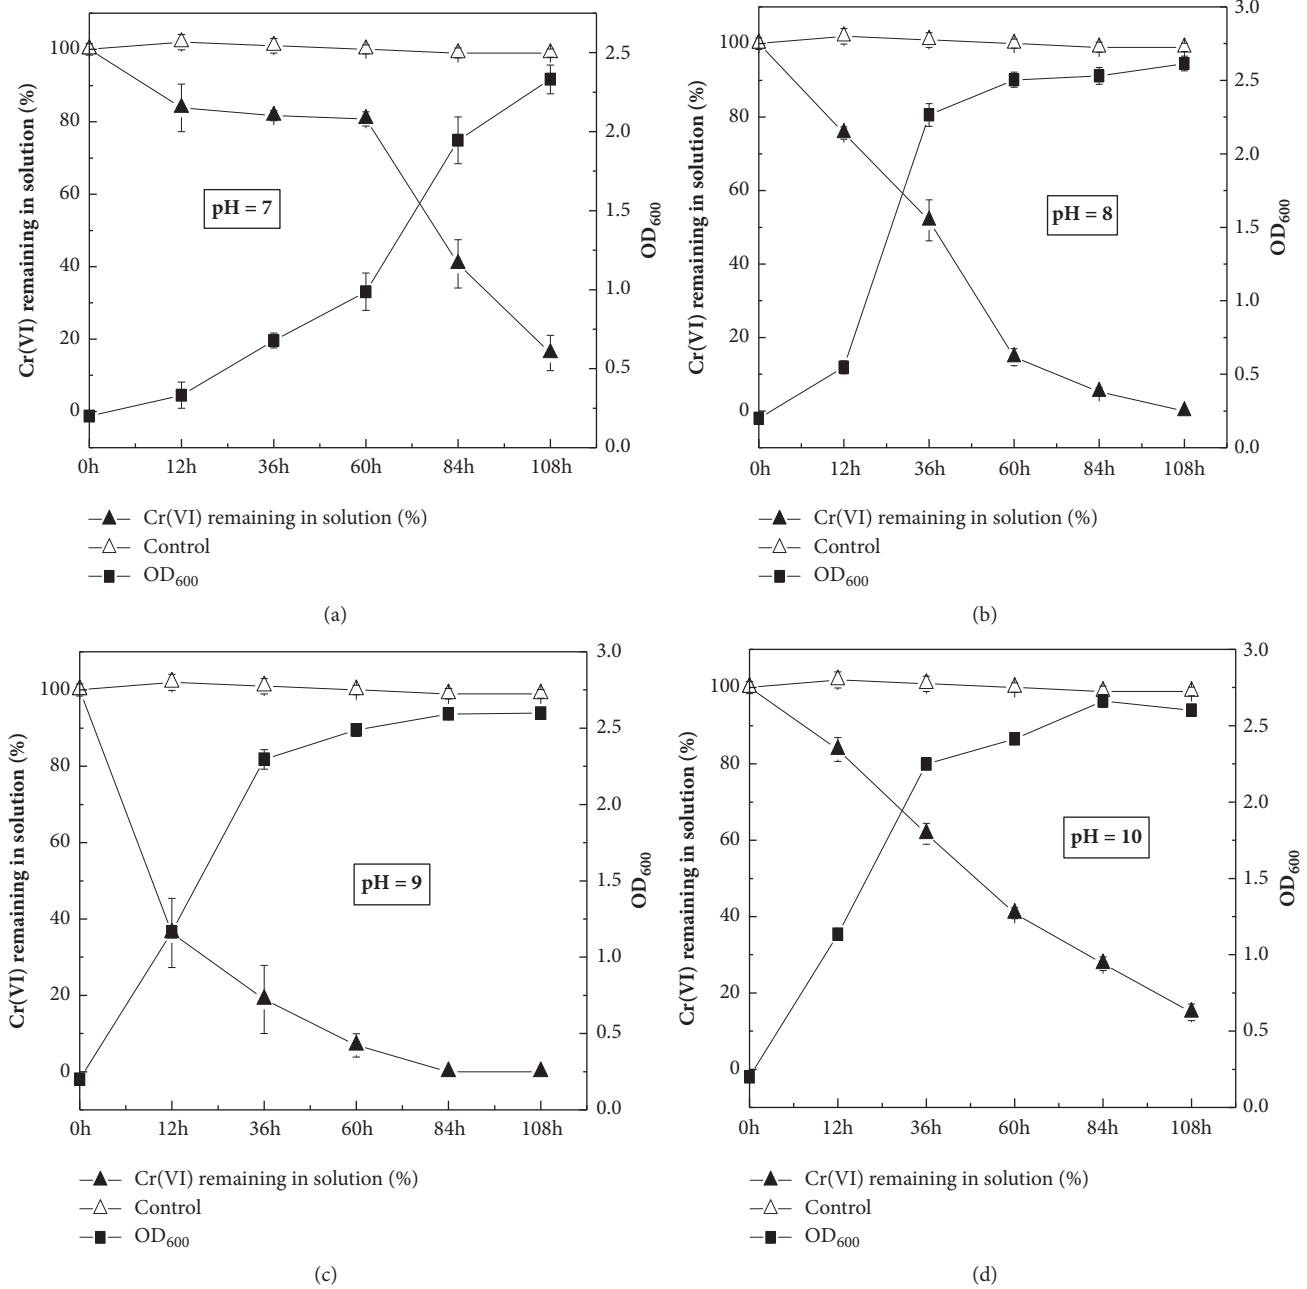 Cr(VI) remaining in solution (%)
100
80
60
40
20
0
pH = 7
2.5
2.0
1.5
1.0
0.5
0.0
OD600
0h 12h 36h 60h 84h 108h
Cr(VI) remaining in solution (%)
Control
OD600
(a)
Cr(VI) remaining in solution (%)
100
80
60
40
20
0
pH = 8
3.0
2.5
2.0
1.5
1.0
0.5
0.0
OD600
0h 12h 36h 60h 84h 108h
Cr(VI) remaining in solution (%)
Control
OD600
(b)
Cr(VI) remaining in solution (%)
100
80
60
40
20
0
pH = 9
3.0
2.5
2.0
1.5
1.0
0.5
0.0
OD600
0h 12h 36h 60h 84h 108h
Cr(VI) remaining in solution (%)
Control
OD600
(c)
Cr(VI) remaining in solution (%)
100
80
60
40
20
0
pH = 10
3.0
2.5
2.0
1.5
1.0
0.5
0.0
OD600
0h 12h 36h 60h 84h 108h
Cr(VI) remaining in solution (%)
Control
OD600
(d)